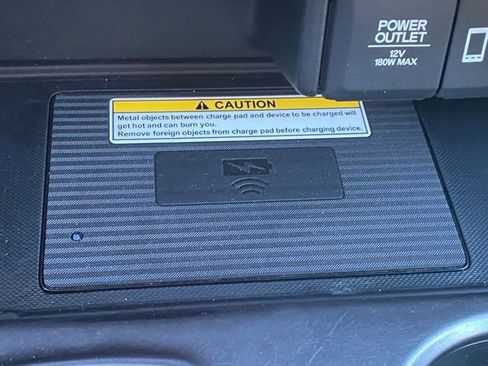 POWER
OUTLET
12V
180W MAX
CAUTION
Metal objects between charge pad and device to be charged will
get hot and can burn you.
Remove foreign objects from charge pad before charging device.